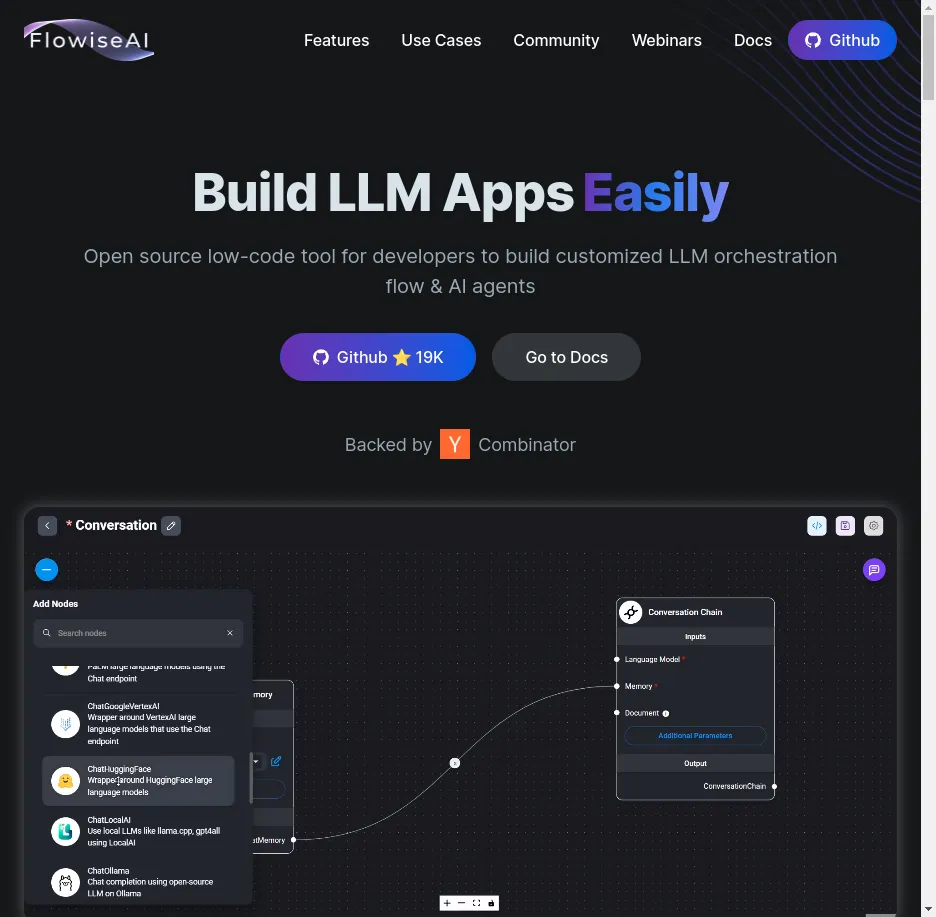 FlowiseAI
Features
Use Cases
Community
Webinars
Docs
Github
Build LLM Apps Easily
Open source low-code tool for developers to build customized LLM orchestration
flow & AI agents
Github ⭐ 19K
Go to Docs
Backed by Y Combinator
* Conversation
Add Nodes
Search nodes
PaLM large language models using the
Chat endpoint
ChatGoogleVertexAI
Wrapper around VertexAI large
language models that use the Chat
endpoint
ChatHuggingFace
Wrapper around HuggingFace large
language models
ChatLocalAI
Use local LLMs like llama.cpp, gpt4all
using LocalAI
ChatOllama
Chat completion using open-source
LLM on Ollama
mory
atMemory
Conversation Chain
Inputs
Language Model *
Memory *
Document
Additional Parameters
Output
ConversationChain